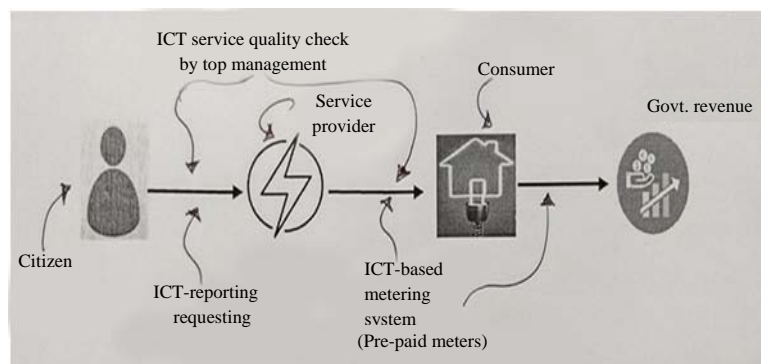 ICT service quality check
by top management
Service
provider
Consumer
Govt. revenue
Citizen
ICT-reporting
requesting
ICT-based
metering
svstem
(Pre-paid meters)